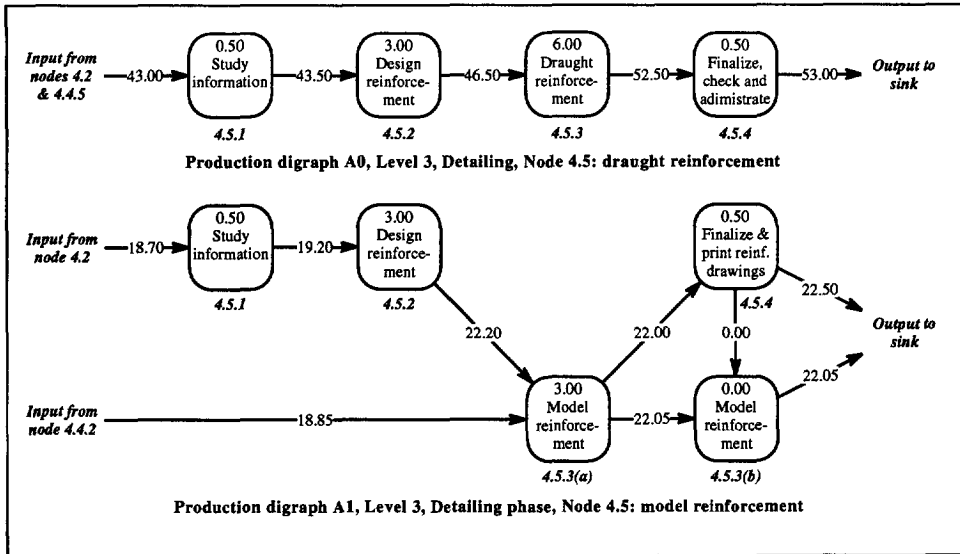 Input from
nodes 4.2
& 4.4.5
43.00
0.50
Study
information
4.5.1
43.50
3.00
Design
reinforce-
ment
4.5.2
46.50
6.00
Draught
reinforce-
ment
4.5.3
52.50
0.50
Finalize,
check and
adimistrate
4.5.4
53.00
Output to
sink
Production digraph A0, Level 3, Detailing, Node 4.5: draught reinforcement
Input from
node 4.2
18.70
0.50
Study
information
4.5.1
19.20
3.00
Design
reinforce-
ment
4.5.2
22.20
Input from
node 4.4.2
18.85
3.00
Model
reinforce-
ment
4.5.3(a)
22.00
22.05
0.50
Finalize &
print reinf.
drawings
4.5.4
0.00
22.50
0.00
Model
reinforce-
ment
4.5.3(b)
22.05
Output to
sink
Production digraph A1, Level 3, Detailing phase, Node 4.5: model reinforcement